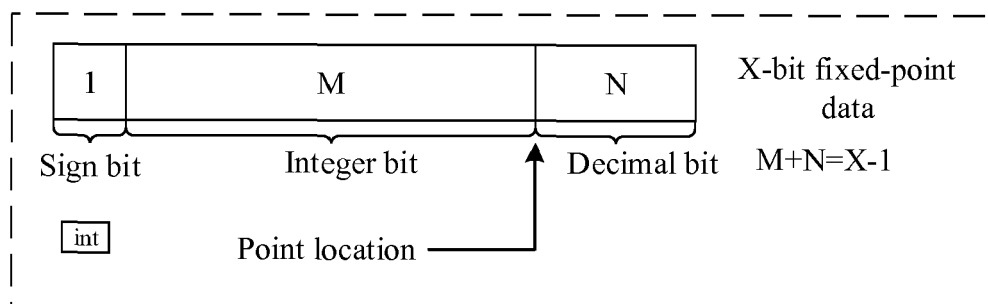 1
M
N
X-bit fixed-point
data
M+N=X-1
Sign bit
Integer bit
Decimal bit
int
Point location